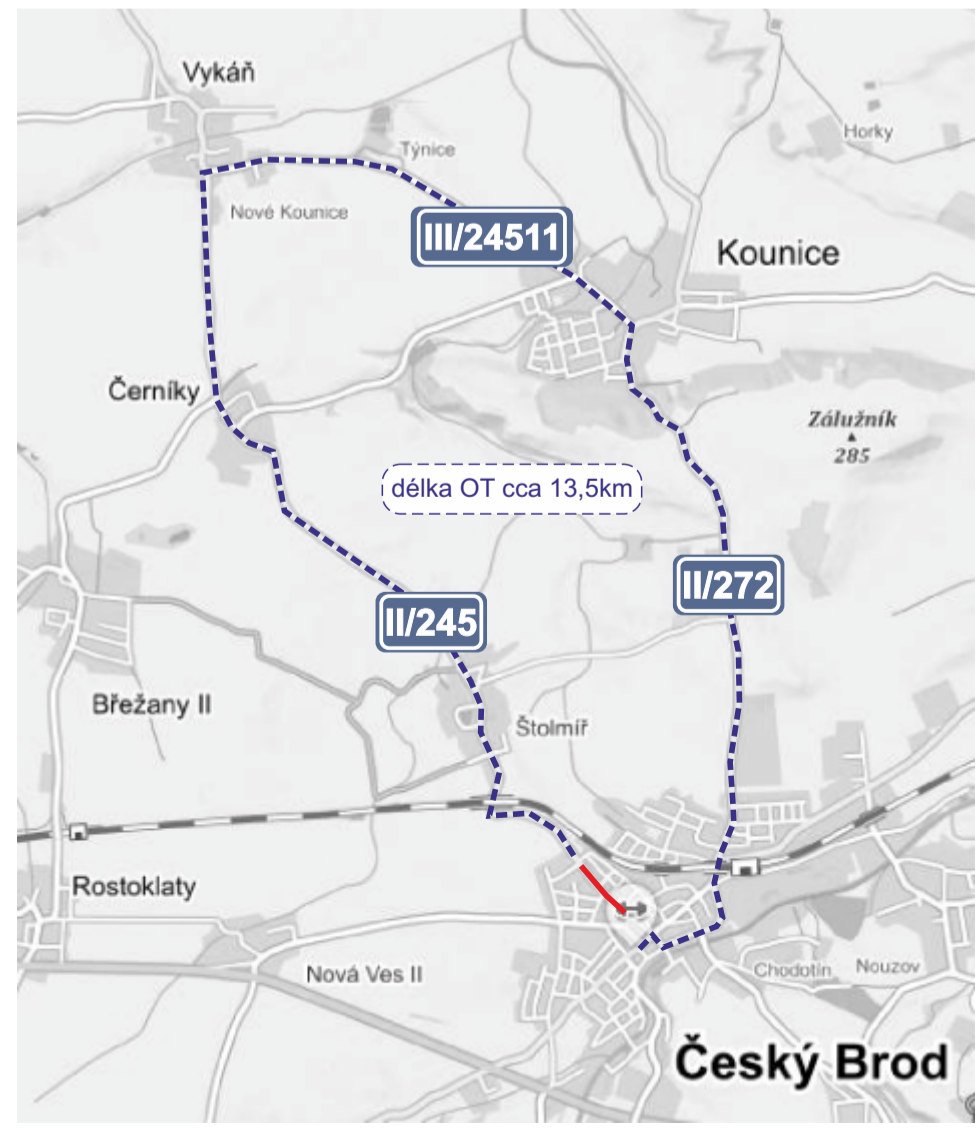 Vykáň
Týnice
Horky
Nové Kounice
III/24511
Kounice
Černíky
Zálužník
285
délka OT cca 13,5km
II/272
II/245
Břežany II
Štolmíř
Rostoklaty
Nová Ves II
Chodotín
Nouzov
Český Brod